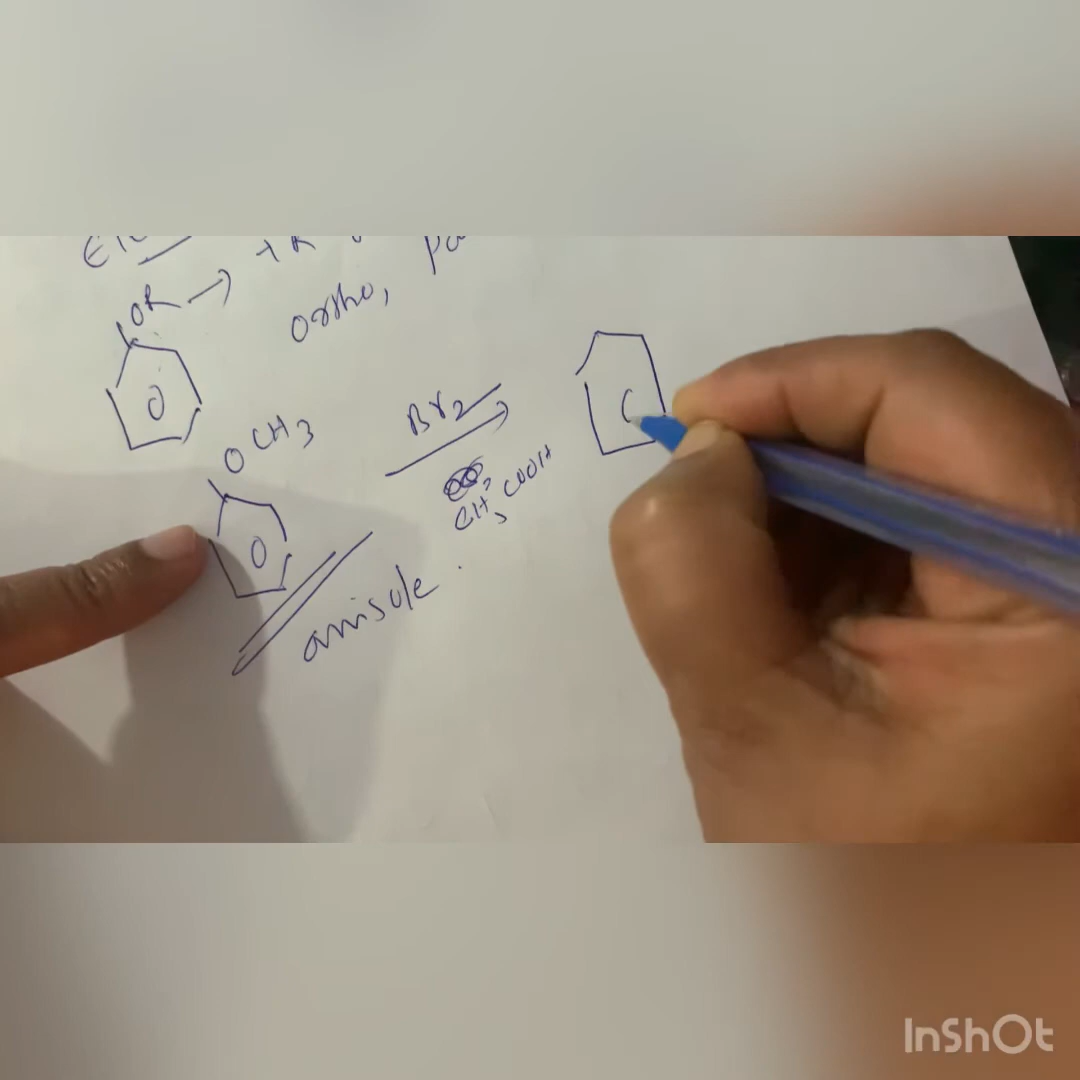 OR → + R
ortho,
OCH3
Br2
CH3COOH
anisole.
InShOt